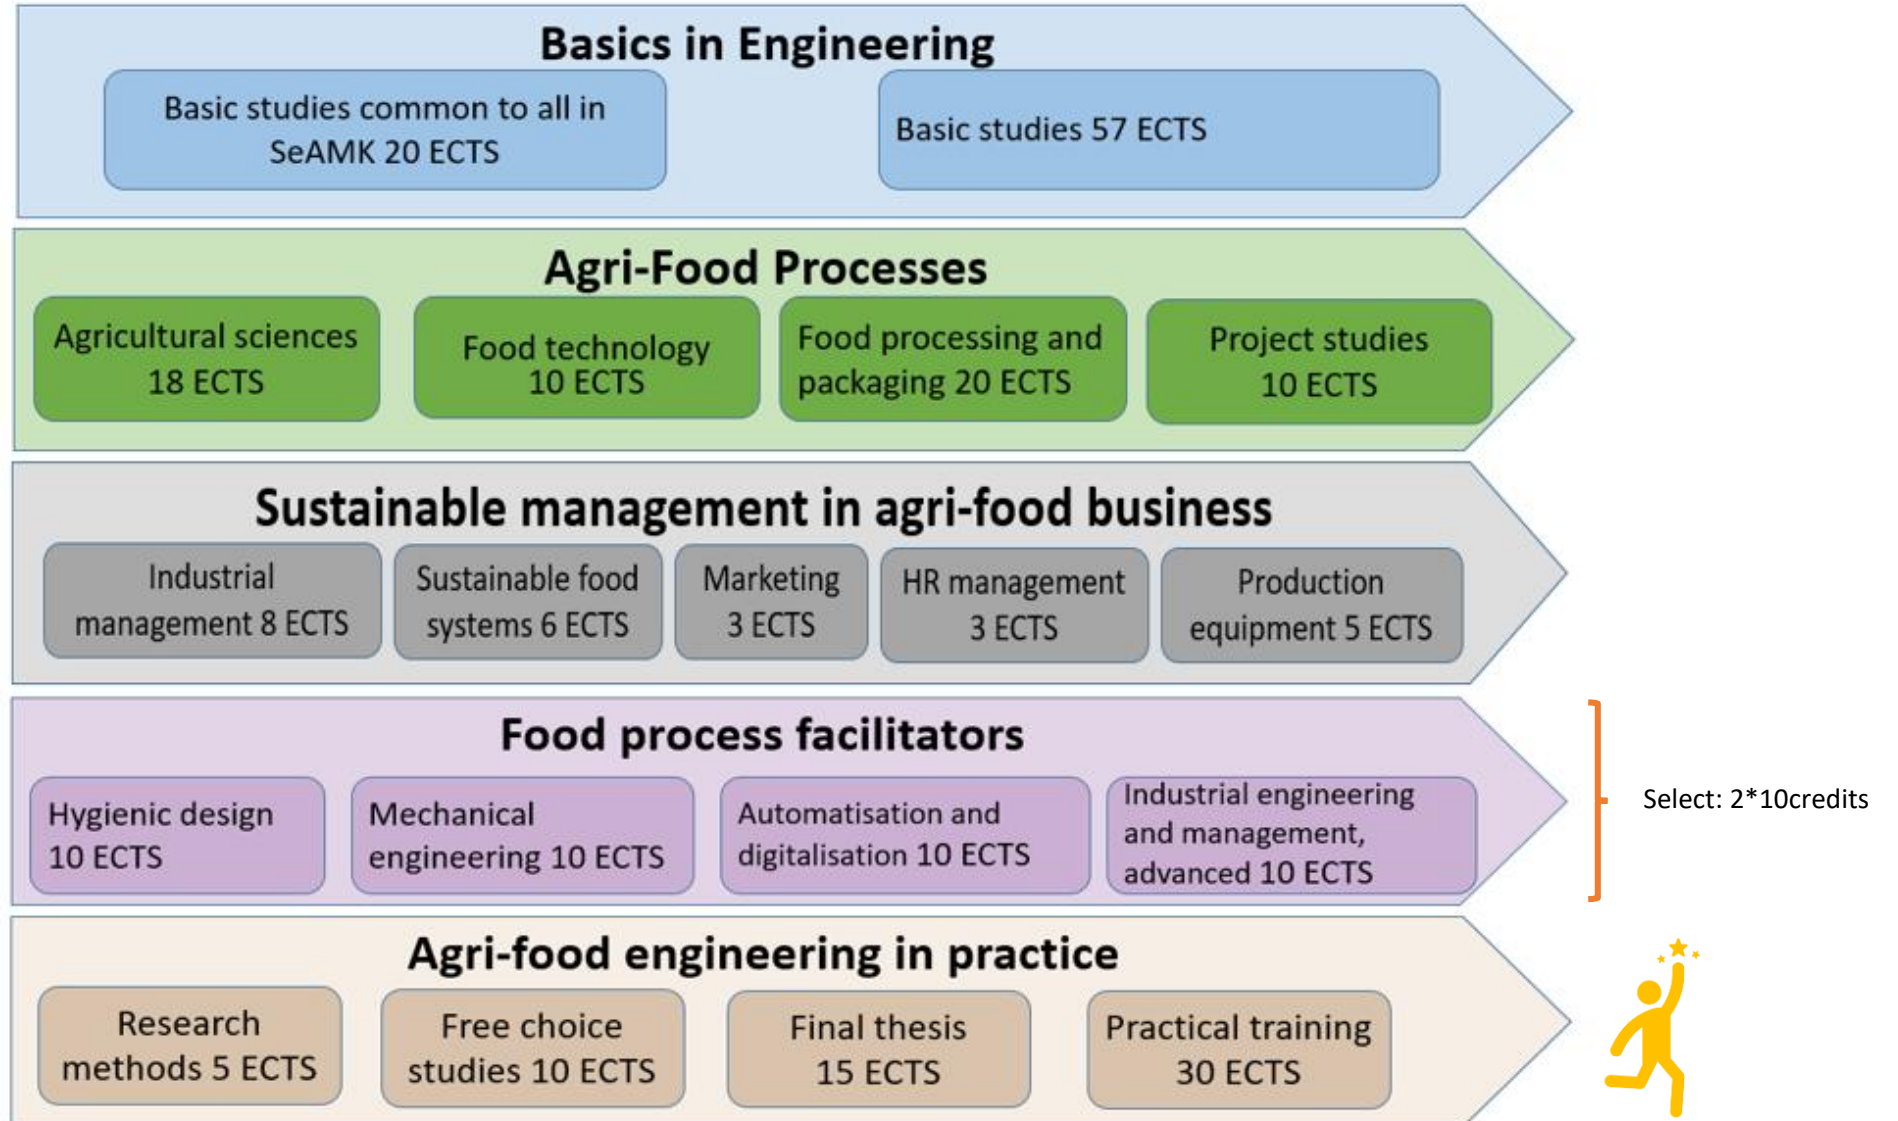 Basics in Engineering
Basic studies common to all in
SeAMK 20 ECTS
Basic studies 57 ECTS
Agri-Food Processes
Agricultural sciences
18 ECTS
Food technology
10 ECTS
Food processing and
packaging 20 ECTS
Project studies
10 ECTS
Sustainable management in agri-food business
Industrial
management 8 ECTS
Sustainable food
systems 6 ECTS
Marketing
3 ECTS
HR management
3 ECTS
Production
equipment 5 ECTS
Food process facilitators
Hygienic design
10 ECTS
Mechanical
engineering 10 ECTS
Automatisation and
digitalisation 10 ECTS
Industrial engineering
and management,
advanced 10 ECTS
Select: 2*10credits
Agri-food engineering in practice
Research
methods 5 ECTS
Free choice
studies 10 ECTS
Final thesis
15 ECTS
Practical training
30 ECTS